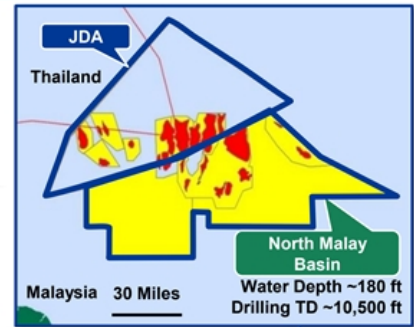 JDA
Thailand
North Malay
Basin
Water Depth ~180 ft
Malaysia 30 Miles
Drilling TD ~10,500 ft